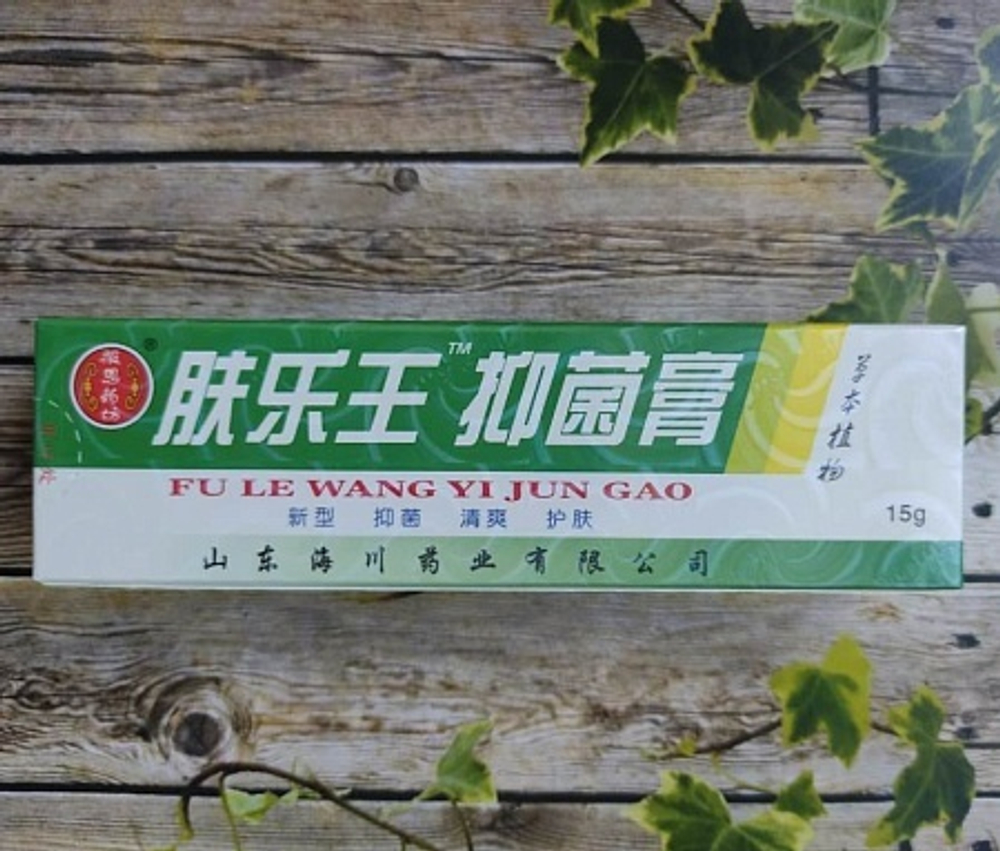 肤乐王™ 抑菌膏
FU LE WANG YI JUN GAO
新型 抑菌 清爽 护肤
山东海川药业有限公司
草本植物
15g